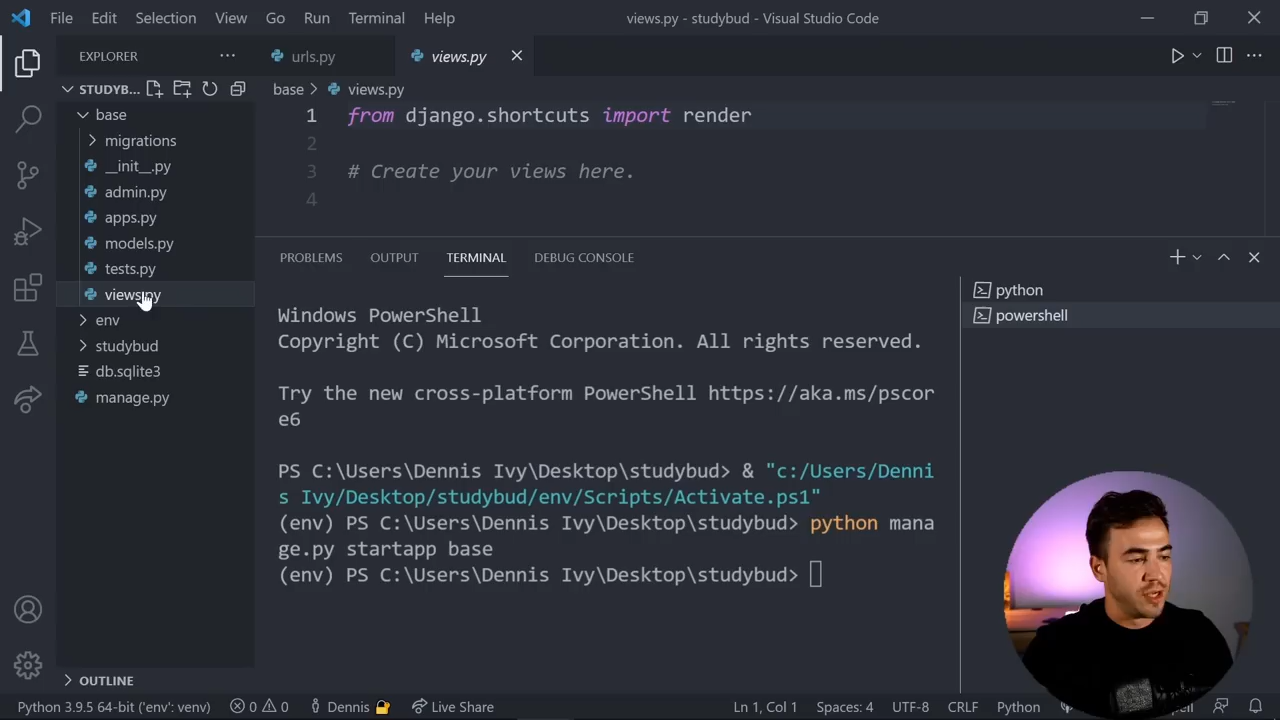 File Edit Selection View Go Run Terminal Help views.py - studybud - Visual Studio Code
EXPLORER ··· urls.py views.py
STUDYB... base > views.py
base
migrations
__init__.py
admin.py
apps.py
models.py
tests.py
views.py
env
studybud
db.sqlite3
manage.py
OUTLINE
1 from django.shortcuts import render
2
3 # Create your views here.
4
PROBLEMS OUTPUT TERMINAL DEBUG CONSOLE
Windows PowerShell
Copyright (C) Microsoft Corporation. All rights reserved.
Try the new cross-platform PowerShell https://aka.ms/pscor
e6
PS C:\Users\Dennis Ivy\Desktop\studybud> & "c:/Users/Denni
s Ivy/Desktop/studybud/env/Scripts/Activate.ps1"
(env) PS C:\Users\Dennis Ivy\Desktop\studybud> python mana
ge.py startapp base
(env) PS C:\Users\Dennis Ivy\Desktop\studybud>
python
powershell
Python 3.9.5 64-bit ('env': venv) 0 0 Dennis Live Share Ln 1, Col 1 Spaces: 4 UTF-8 CRLF Python